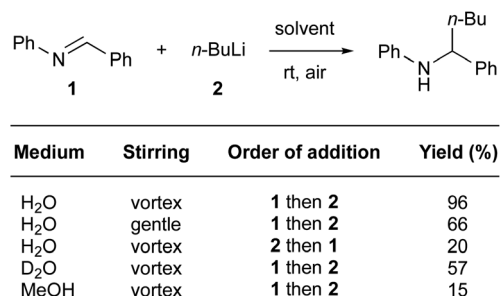 n-Bu
Ph N Ph + n-BuLi solvent Ph N Ph
rt, air H
1 2
Medium Stirring Order of addition Yield (%)
H2O vortex 1 then 2 96
H2O gentle 1 then 2 66
H2O vortex 2 then 1 20
D2O vortex 1 then 2 57
MeOH vortex 1 then 2 15